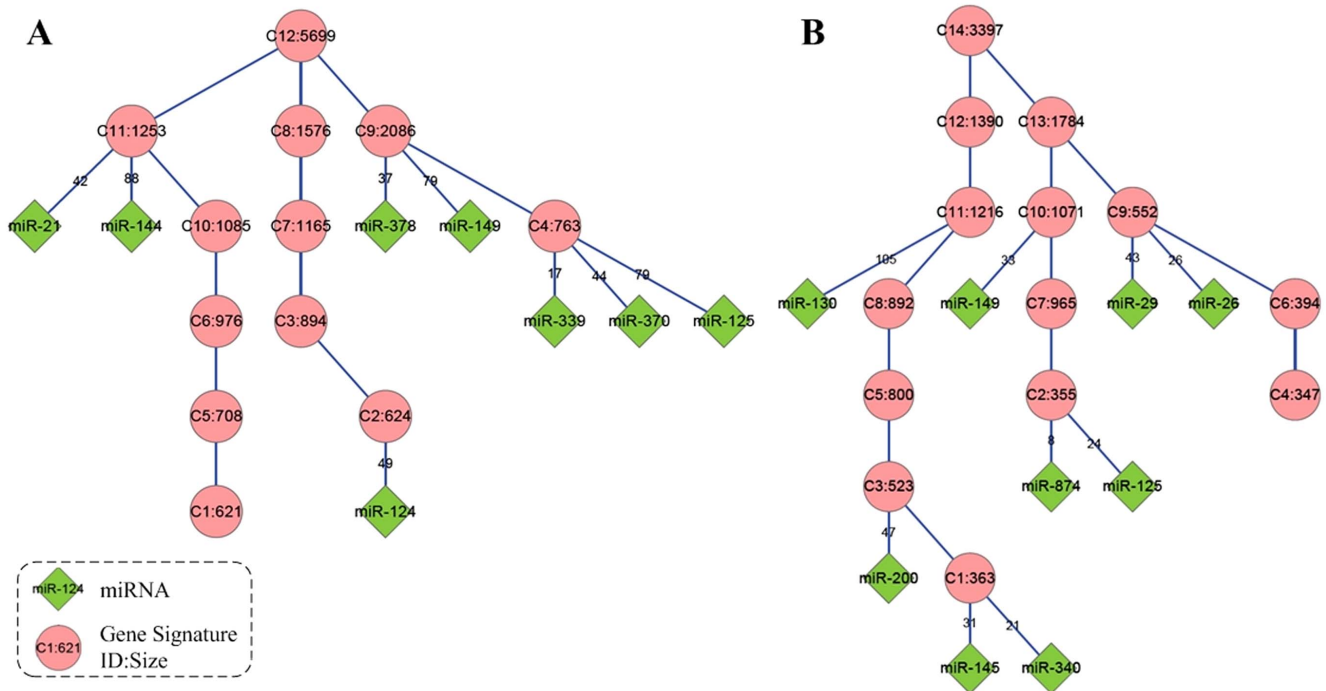 A
C12:5699
C11:1253
C8:1576
C9:2086
42
88
37
79
miR-21
miR-144
C10:1085
C7:1165
miR-378
miR-149
C4:763
17
44
79
C6:976
C3:894
miR-339
miR-370
miR-125
C5:708
C2:624
49
C1:621
miR-124
miR-124 miRNA
C1:621 Gene Signature
ID:Size
B
C14:3397
C12:1390
C13:1784
C11:1216
C10:1071
C9:552
105
33
43
26
miR-130
C8:892
miR-149
C7:965
miR-29
miR-26
C6:394
C5:800
C2:355
C4:347
8
24
C3:523
miR-874
miR-125
47
miR-200
C1:363
31
21
miR-145
miR-340